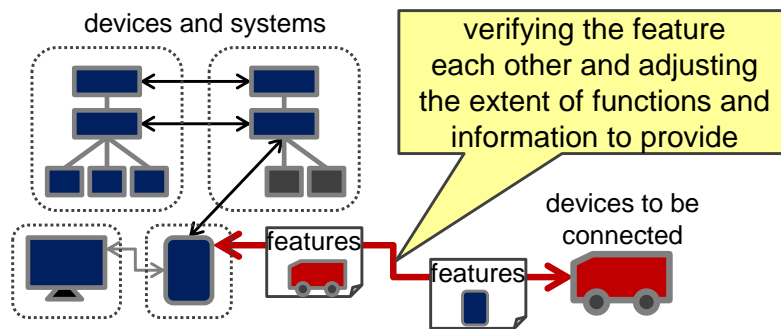 devices and systems
verifying the feature
each other and adjusting
the extent of functions and
information to provide
devices to be
connected
features
features